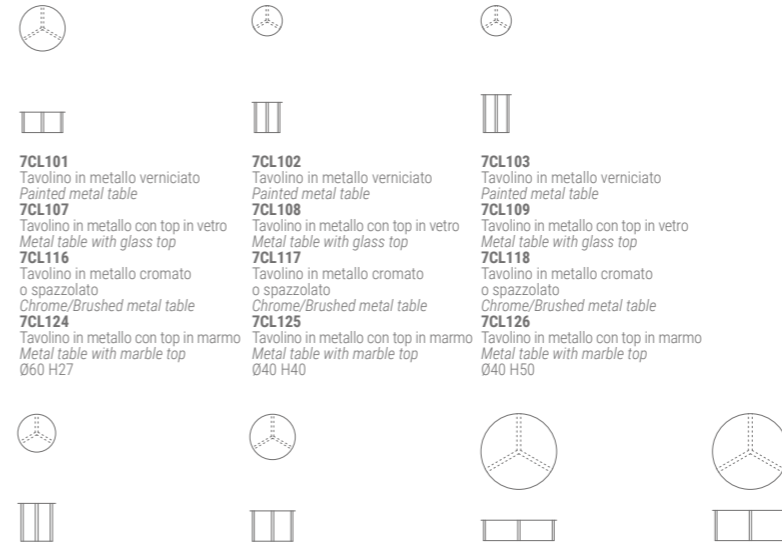 7CL101
Tavolino in metallo verniciato
Painted metal table
7CL107
Tavolino in metallo con top in vetro
Metal table with glass top
7CL116
Tavolino in metallo cromato
o spazzolato
Chrome/Brushed metal table
7CL124
Tavolino in metallo con top in marmo
Metal table with marble top
Ø60 H27
7CL102
Tavolino in metallo verniciato
Painted metal table
7CL108
Tavolino in metallo con top in vetro
Metal table with glass top
7CL117
Tavolino in metallo cromato
o spazzolato
Chrome/Brushed metal table
7CL125
Tavolino in metallo con top in marmo
Metal table with marble top
Ø40 H40
7CL103
Tavolino in metallo verniciato
Painted metal table
7CL109
Tavolino in metallo con top in vetro
Metal table with glass top
7CL118
Tavolino in metallo cromato
o spazzolato
Chrome/Brushed metal table
7CL126
Tavolino in metallo con top in marmo
Metal table with marble top
Ø40 H50